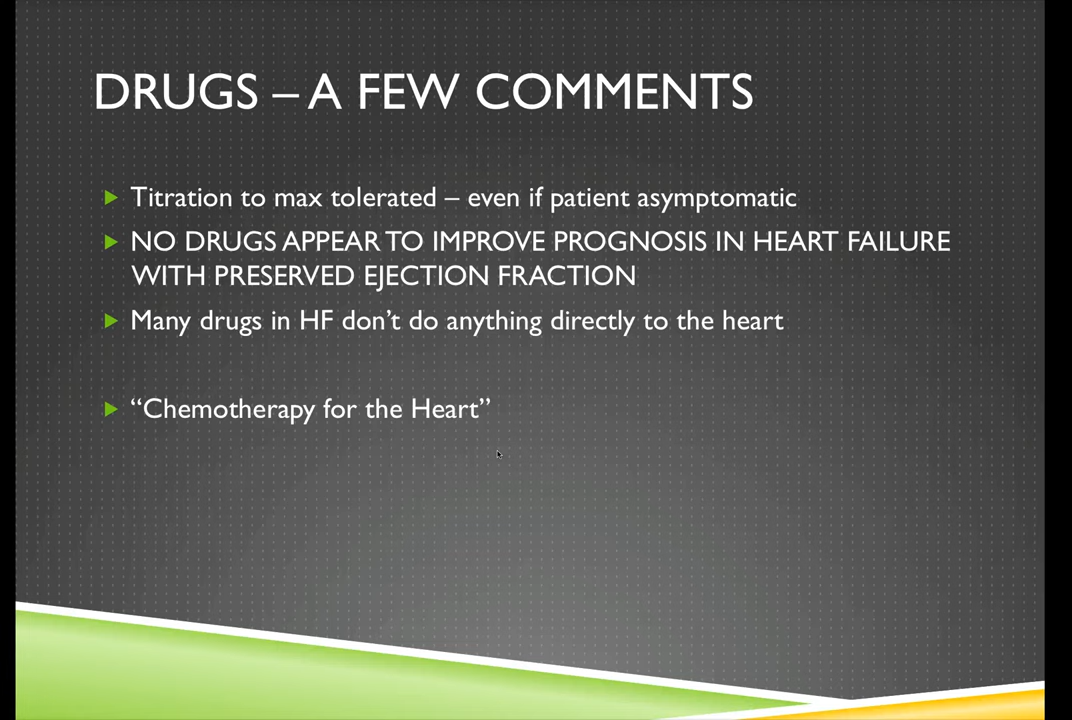 DRUGS – A FEW COMMENTS
Titration to max tolerated – even if patient asymptomatic
NO DRUGS APPEAR TO IMPROVE PROGNOSIS IN HEART FAILURE
WITH PRESERVED EJECTION FRACTION
Many drugs in HF don’t do anything directly to the heart
“Chemotherapy for the Heart”